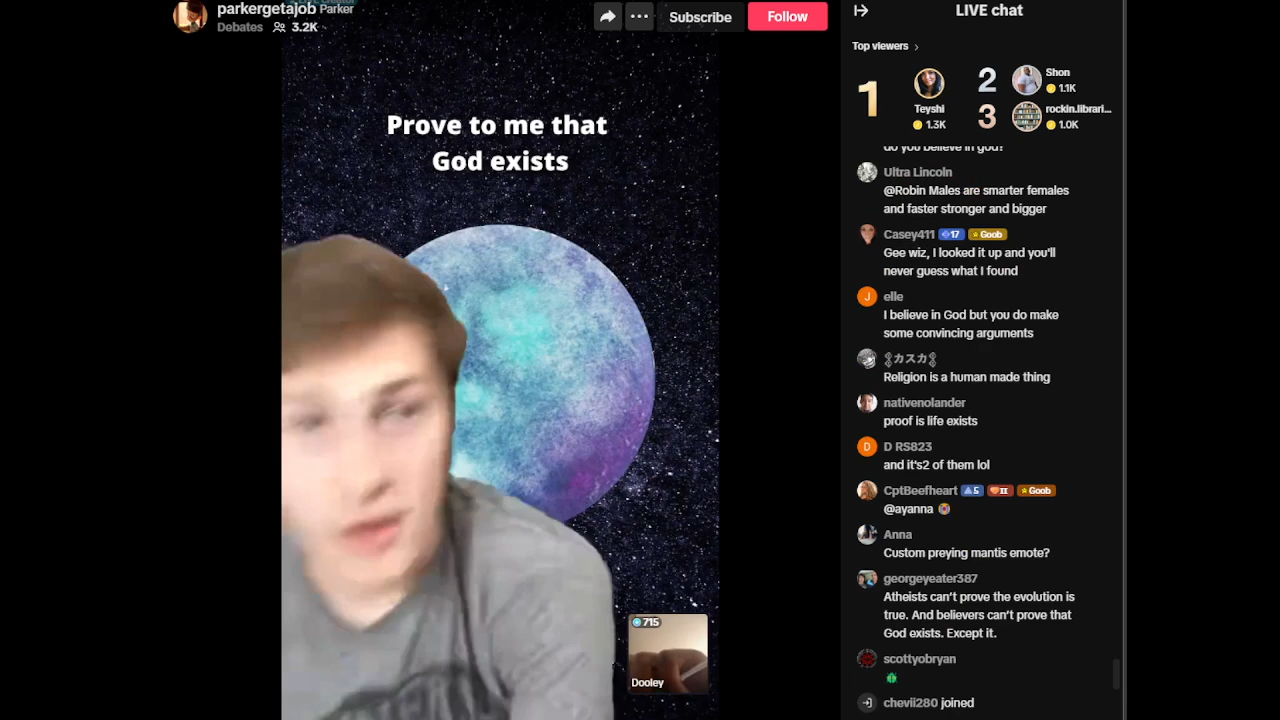 parkergetajob Parker
Debates 3.2K
Subscribe
Follow
Prove to me that
God exists
715
Dooley
LIVE chat
Top viewers
1
Teyshi
1.3K
2
Shon
1.1K
3
rockin.librari...
1.0K
do you believe in god?
Ultra Lincoln
@Robin Males are smarter females
and faster stronger and bigger
Casey411 17 Goob
Gee wiz, I looked it up and you'll
never guess what I found
elle
I believe in God but you do make
some convincing arguments
カスカ
Religion is a human made thing
nativenolander
proof is life exists
D RS823
and it's2 of them lol
CptBeefheart 5 II Goob
@ayanna
Anna
Custom preying mantis emote?
georgeyeater387
Atheists can't prove the evolution is
true. And believers can't prove that
God exists. Except it.
scottyobryan
chevii280 joined